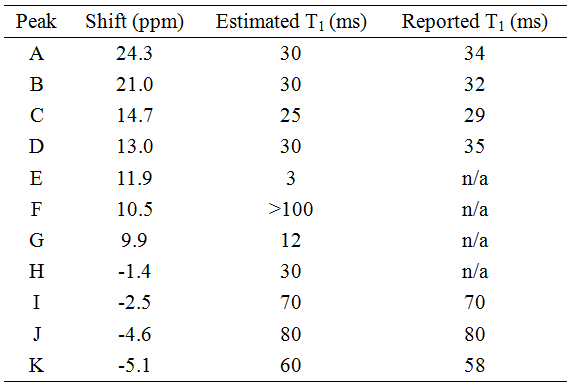 Peak Shift (ppm) Estimated T₁ (ms) Reported T₁ (ms)
A 24.3 30 34
B 21.0 30 32
C 14.7 25 29
D 13.0 30 35
E 11.9 3 n/a
F 10.5 >100 n/a
G 9.9 12 n/a
H -1.4 30 n/a
I -2.5 70 70
J -4.6 80 80
K -5.1 60 58